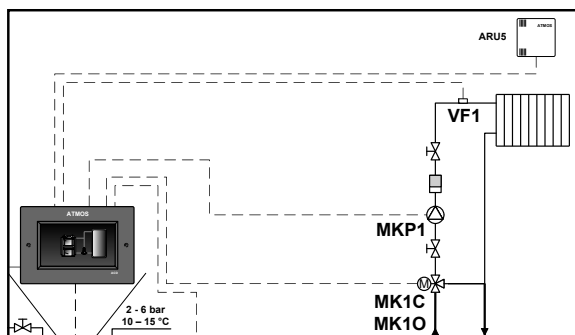 ATMOS
ARU5
VF1
ATMOS
MKP1
M
MK1C
MK1O
2 - 6 bar
10 – 15 °C